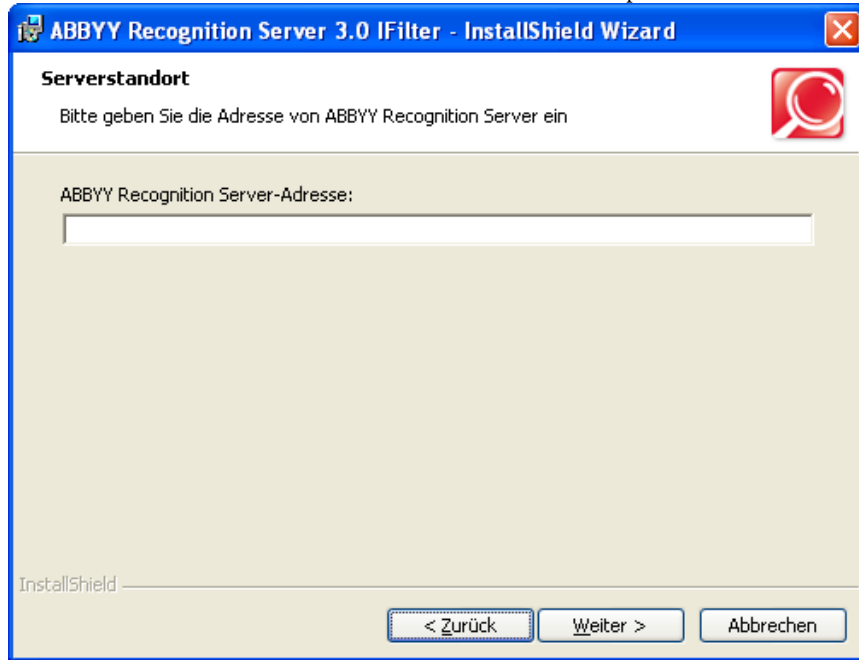 ABBYY Recognition Server 3.0 IFilter - InstallShield Wizard
Serverstandort
Bitte geben Sie die Adresse von ABBYY Recognition Server ein
ABBYY Recognition Server-Adresse:
InstallShield
< Zurück Weiter > Abbrechen